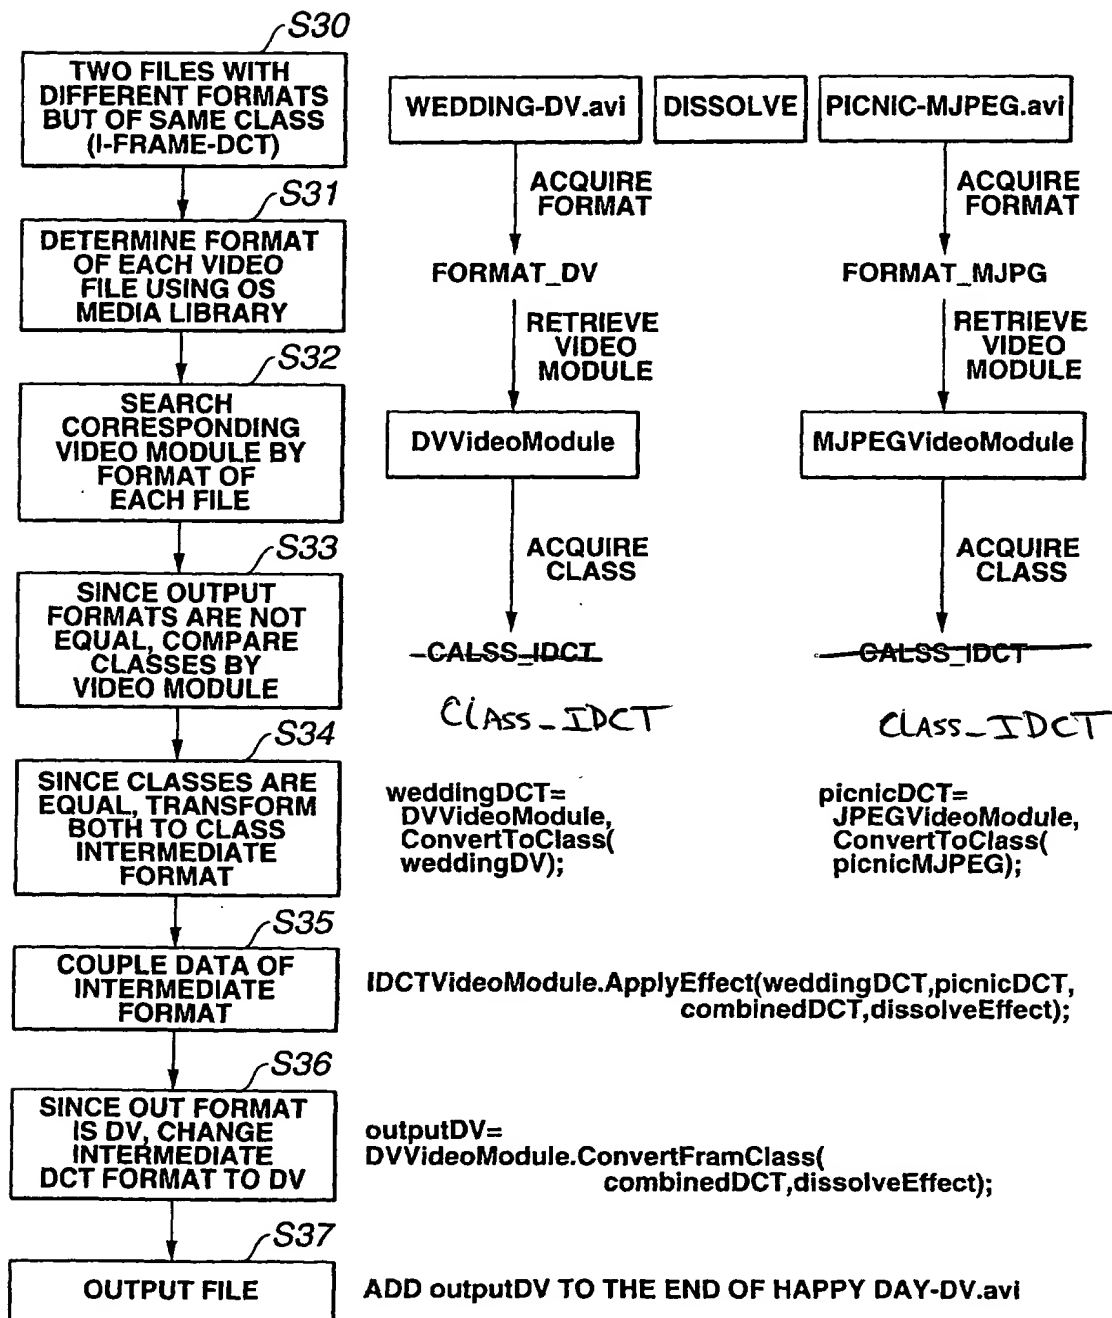 S30
TWO FILES WITH
DIFFERENT FORMATS
BUT OF SAME CLASS
(I-FRAME-DCT)
WEDDING-DV.avi
DISSOLVE
PICNIC-MJPEG.avi
S31
DETERMINE FORMAT
OF EACH VIDEO
FILE USING OS
MEDIA LIBRARY
ACQUIRE
FORMAT
ACQUIRE
FORMAT
FORMAT_DV
FORMAT_MJPG
S32
SEARCH
CORRESPONDING
VIDEO MODULE BY
FORMAT OF
EACH FILE
RETRIEVE
VIDEO
MODULE
RETRIEVE
VIDEO
MODULE
DVVideoModule
MJPEGVideoModule
S33
SINCE OUTPUT
FORMATS ARE NOT
EQUAL, COMPARE
CLASSES BY
VIDEO MODULE
ACQUIRE
CLASS
ACQUIRE
CLASS
CALSS_IDCT
CALSS_IDCT
CLASS_IDCT
CLASS_IDCT
S34
SINCE CLASSES ARE
EQUAL, TRANSFORM
BOTH TO CLASS
INTERMEDIATE
FORMAT
weddingDCT=
DVVideoModule,
ConvertToClass(
weddingDV);
picnicDCT=
JPEGVideoModule,
ConvertToClass(
picnicMJPEG);
S35
COUPLE DATA OF
INTERMEDIATE
FORMAT
IDCTVideoModule.ApplyEffect(weddingDCT,picnicDCT,
combinedDCT,dissolveEffect);
S36
SINCE OUT FORMAT
IS DV, CHANGE
INTERMEDIATE
DCT FORMAT TO DV
outputDV=
DVVideoModule.ConvertFramClass(
combinedDCT,dissolveEffect);
S37
OUTPUT FILE
ADD outputDV TO THE END OF HAPPY DAY-DV.avi